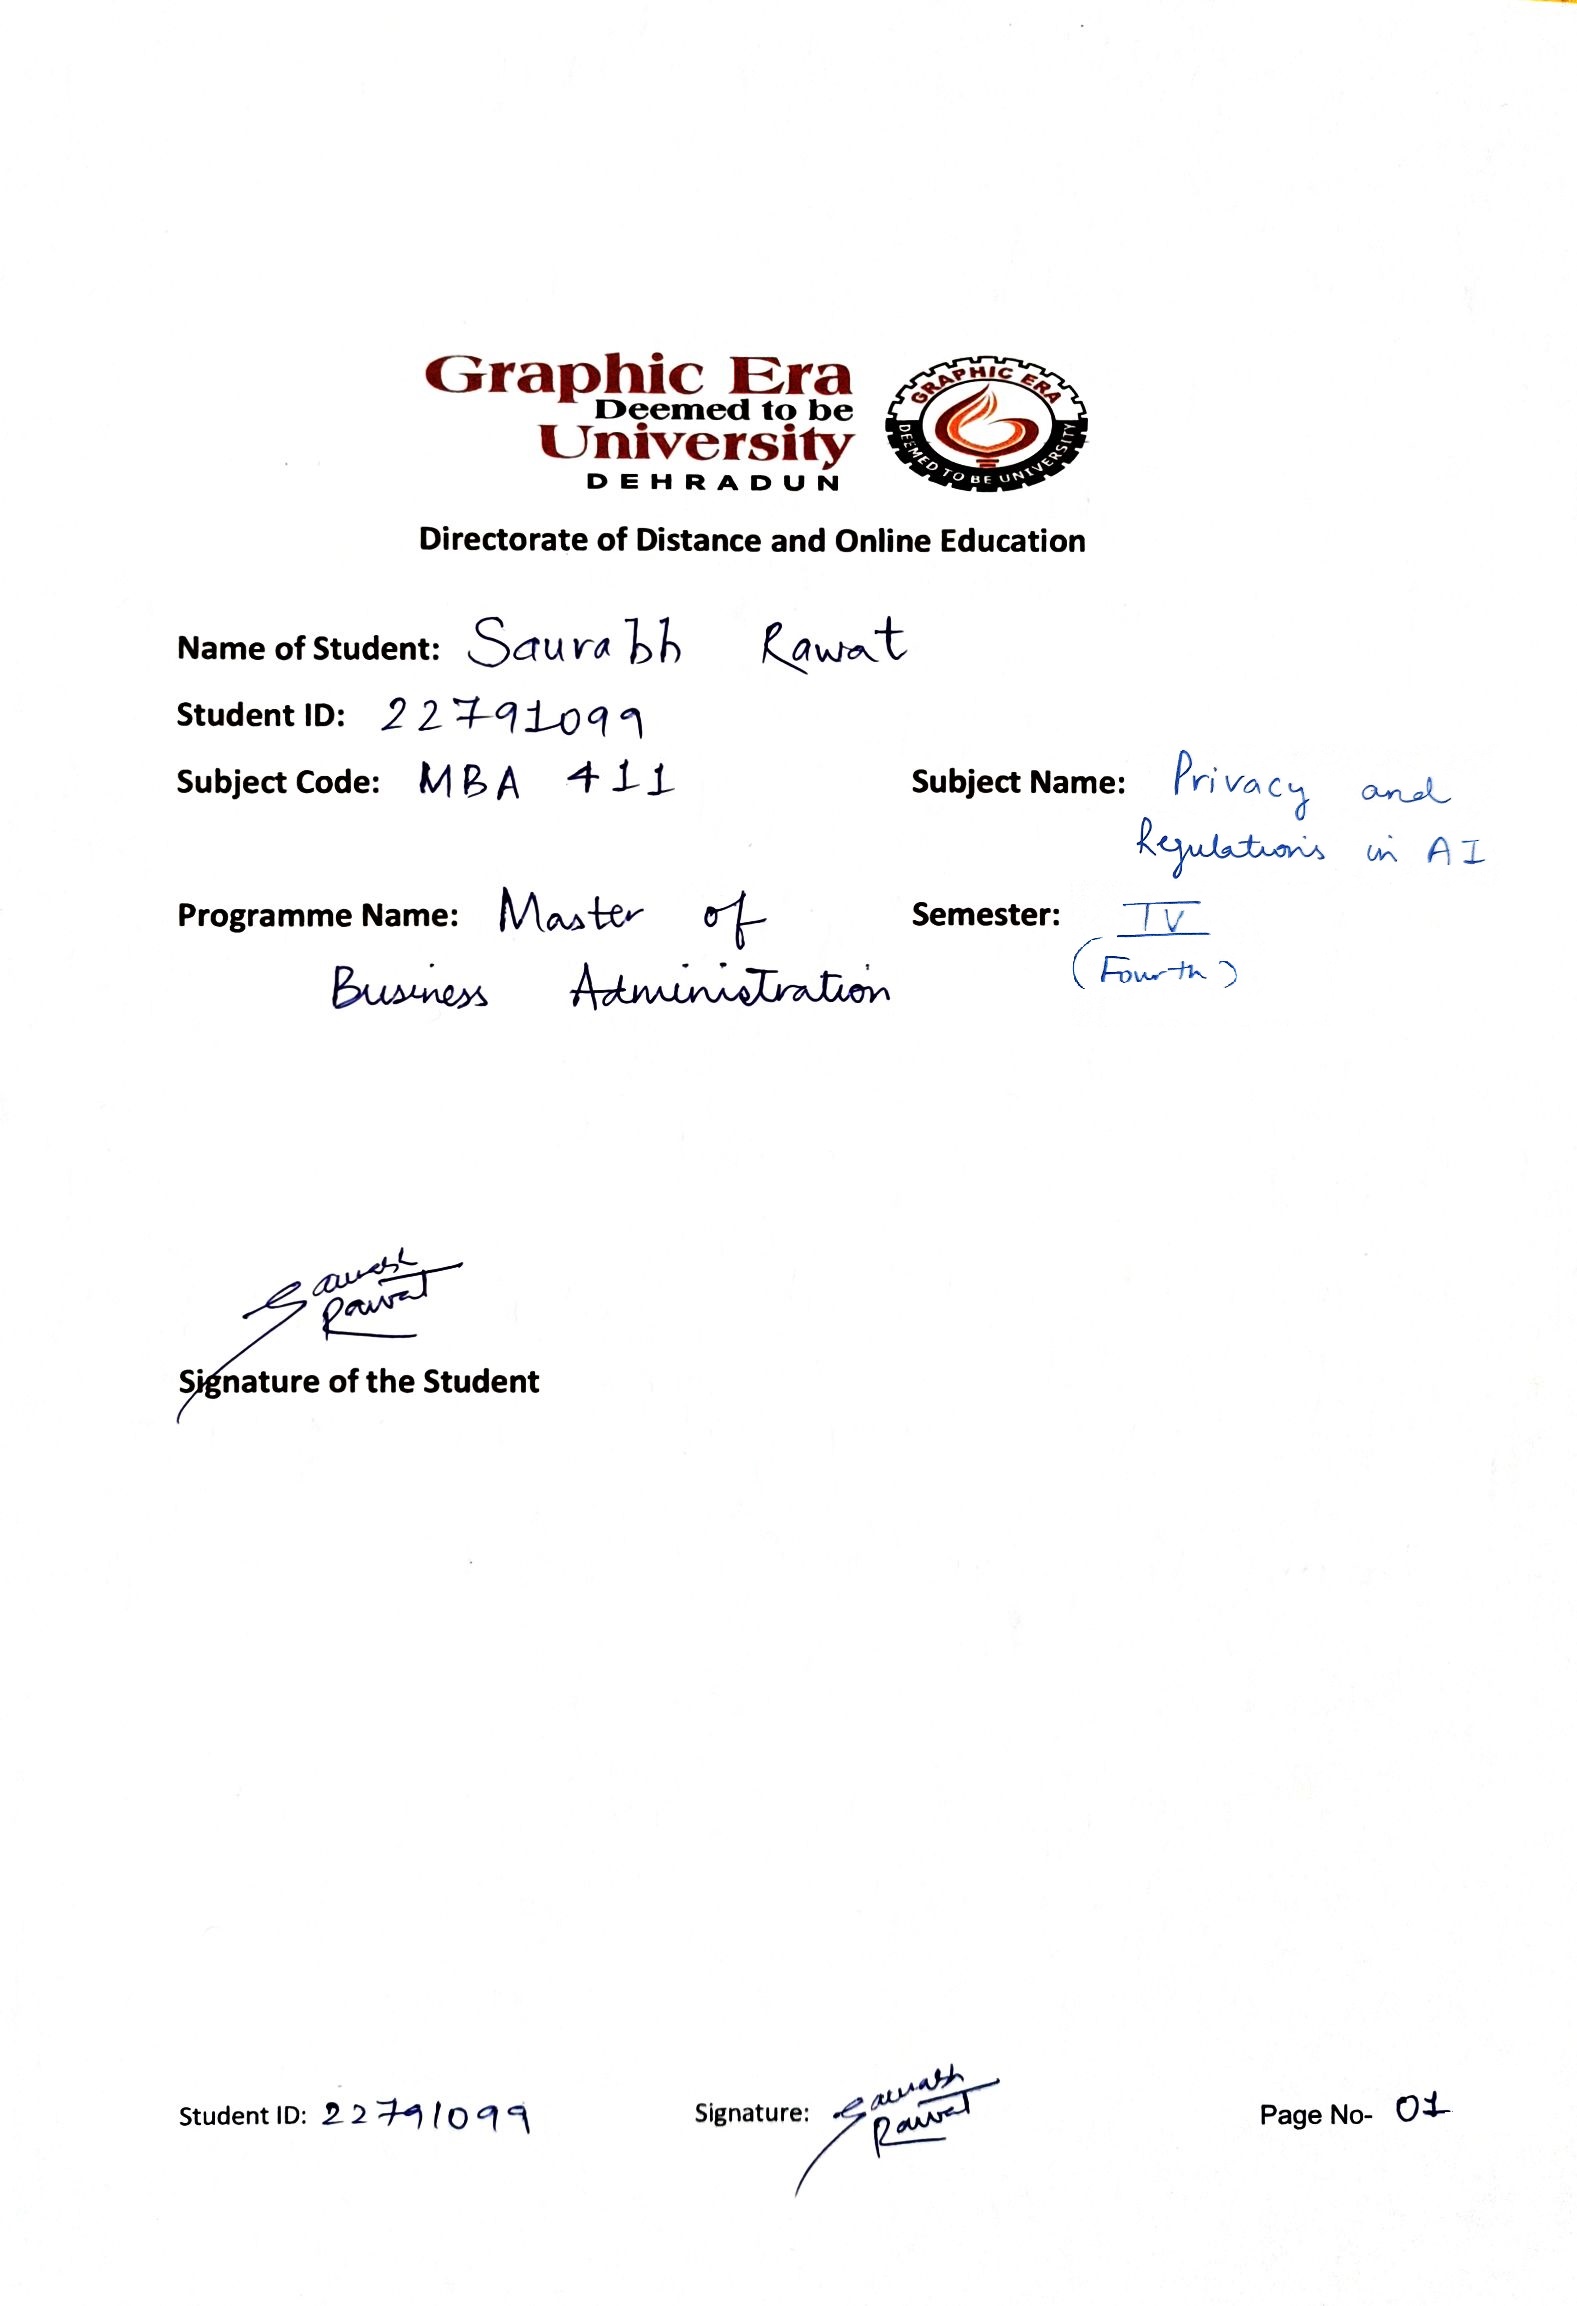 Graphic Era
Deemed to be
University
DEHRADUN
GRAPHIC ERA
DEEMED TO BE UNIVERSITY
Directorate of Distance and Online Education
Name of Student: Saurabh Rawat
Student ID: 22791099
Subject Code: MBA 411 Subject Name: Privacy and
Regulations in AI
Programme Name: Master of Semester: IV
Business Administration (Fourth)
Saurabh
Rawat
Signature of the Student
Student ID: 22791099 Signature: Saurabh Rawat Page No- 01